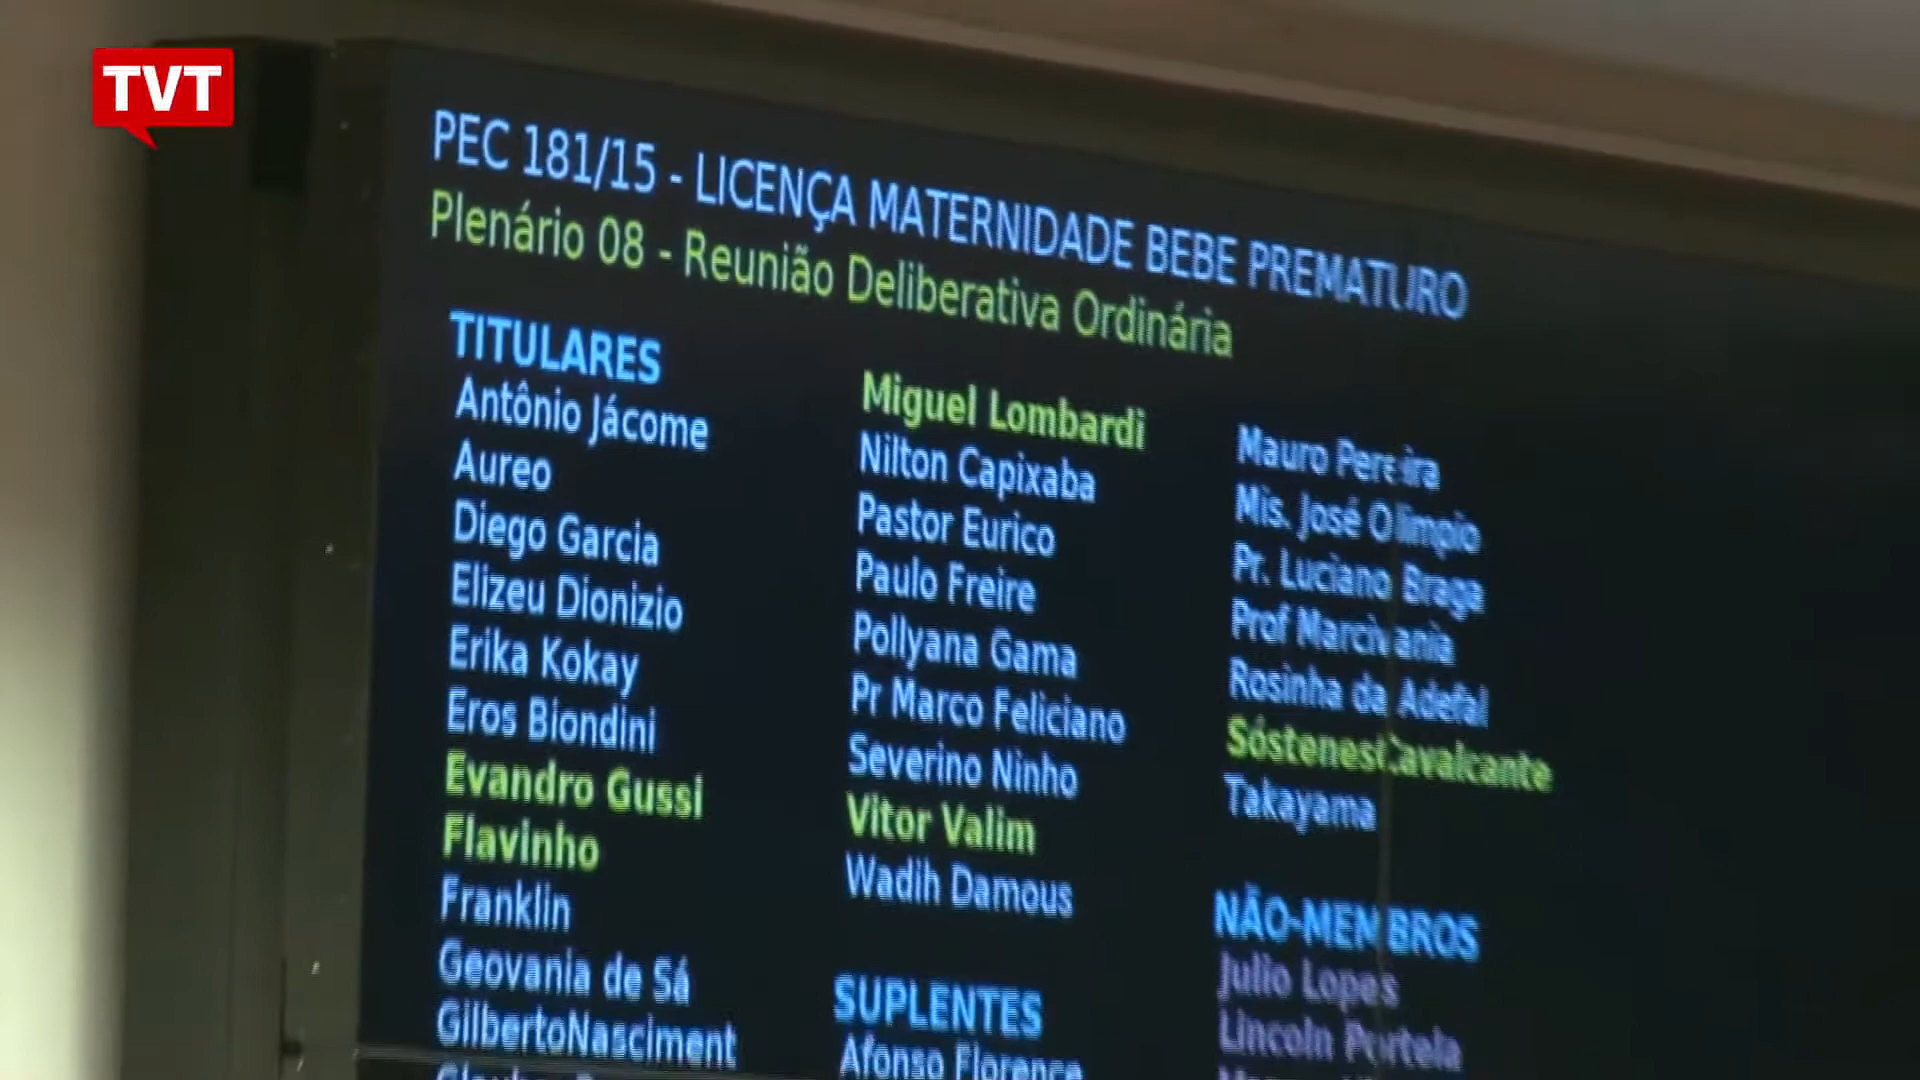 TVT
PEC 181/15 - LICENÇA MATERNIDADE BEBE PREMATURO
Plenário 08 - Reunião Deliberativa Ordinária
TITULARES
Antônio Jácome
Aureo
Diego Garcia
Elizeu Dionizio
Erika Kokay
Eros Biondini
Evandro Gussi
Flavinho
Franklin
Geovania de Sá
GilbertoNasciment
Miguel Lombardi
Nilton Capixaba
Pastor Eurico
Paulo Freire
Pollyana Gama
Pr Marco Feliciano
Severino Ninho
Vitor Valim
Wadih Damous
SUPLENTES
Afonso Florence
Mauro Pereira
Mis. José Olimpio
Pr. Luciano Braga
Prof Marcivania
Rosinha da Adefal
SóstenesCavalcante
Takayama
NÃO-MEMBROS
Julio Lopes
Lincoln Portela